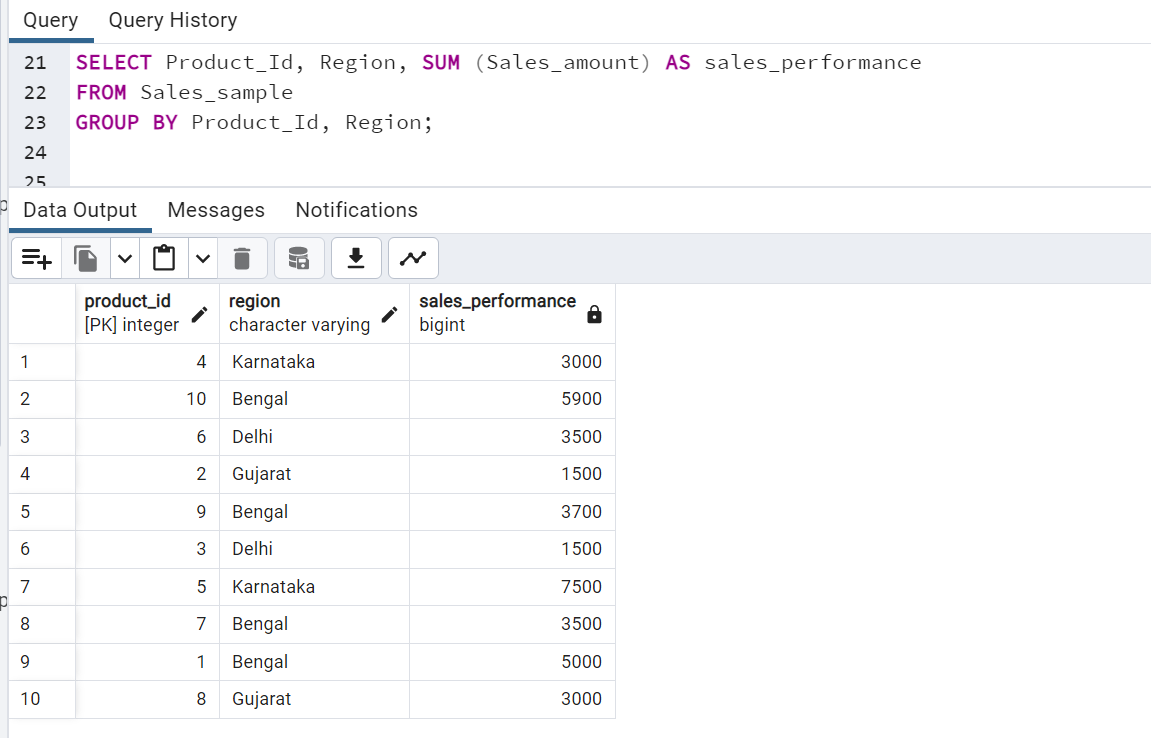 Query Query History
21 SELECT Product_Id, Region, SUM (Sales_amount) AS sales_performance
22 FROM Sales_sample
23 GROUP BY Product_Id, Region;
24
25
Data Output Messages Notifications
product_id region sales_performance
[PK] integer character varying bigint
1 4 Karnataka 3000
2 10 Bengal 5900
3 6 Delhi 3500
4 2 Gujarat 1500
5 9 Bengal 3700
6 3 Delhi 1500
7 5 Karnataka 7500
8 7 Bengal 3500
9 1 Bengal 5000
10 8 Gujarat 3000